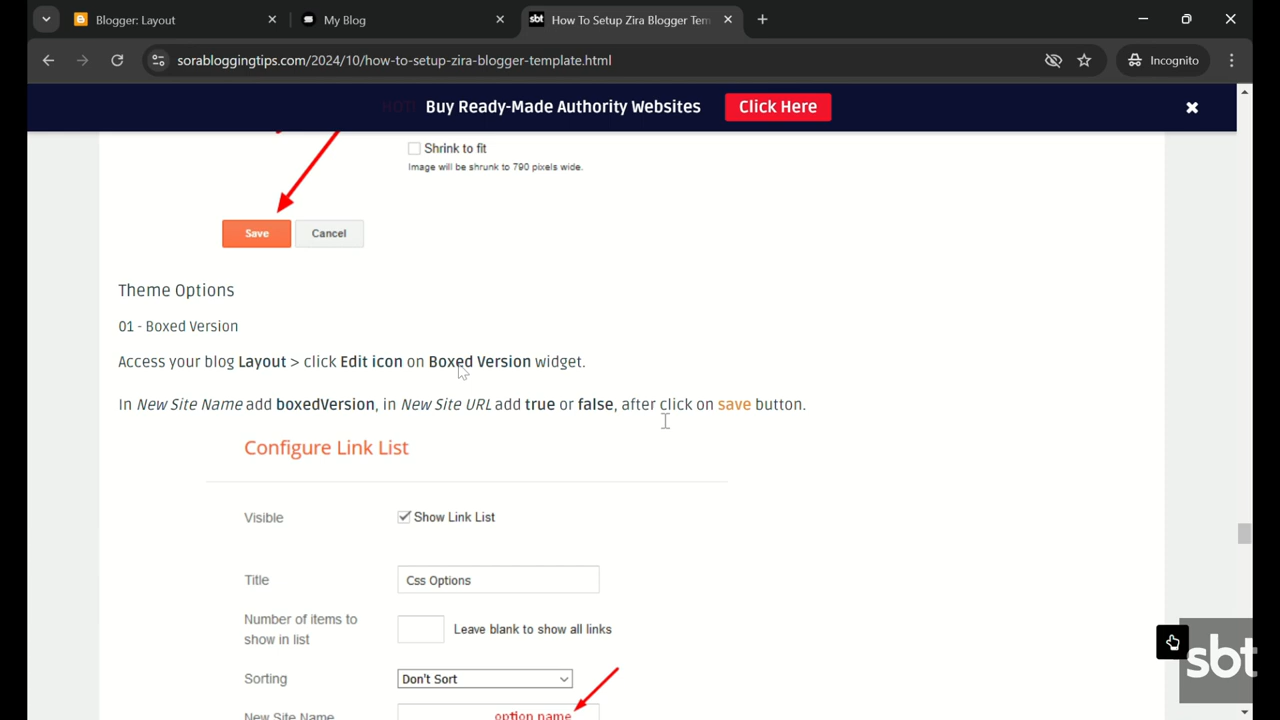 Blogger: Layout
My Blog
sbt
How To Setup Zira Blogger Tem
sorabloggingtips.com/2024/10/how-to-setup-zira-blogger-template.html
Incognito
HOT!
Buy Ready-Made Authority Websites
Click Here
Shrink to fit
Image will be shrunk to 790 pixels wide.
Save
Cancel
Theme Options
01 - Boxed Version
Access your blog Layout > click Edit icon on Boxed Version widget.
In New Site Name add boxedVersion, in New Site URL add true or false, after click on save button.
Configure Link List
Visible
Show Link List
Title
Css Options
Number of items to
show in list
Leave blank to show all links
Sorting
Don't Sort
New Site Name
option name
sbt